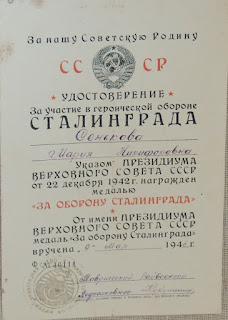 За нашу Советскую Родину
СС СР
УДОСТОВЕРЕНИЕ
За участие в героической обороне
СТАЛИНГРАДА
Мария Никифоровна
Указом ПРЕЗИДИУМА
ВЕРХОВНОГО СОВЕТА СССР
от 22 декабря 1942 г. награжден
медалью
«ЗА ОБОРОНУ СТАЛИНГРАДА»
От имени ПРЕЗИДИУМА
ВЕРХОВНОГО СОВЕТА СССР
медаль «За оборону Сталинграда»
вручена